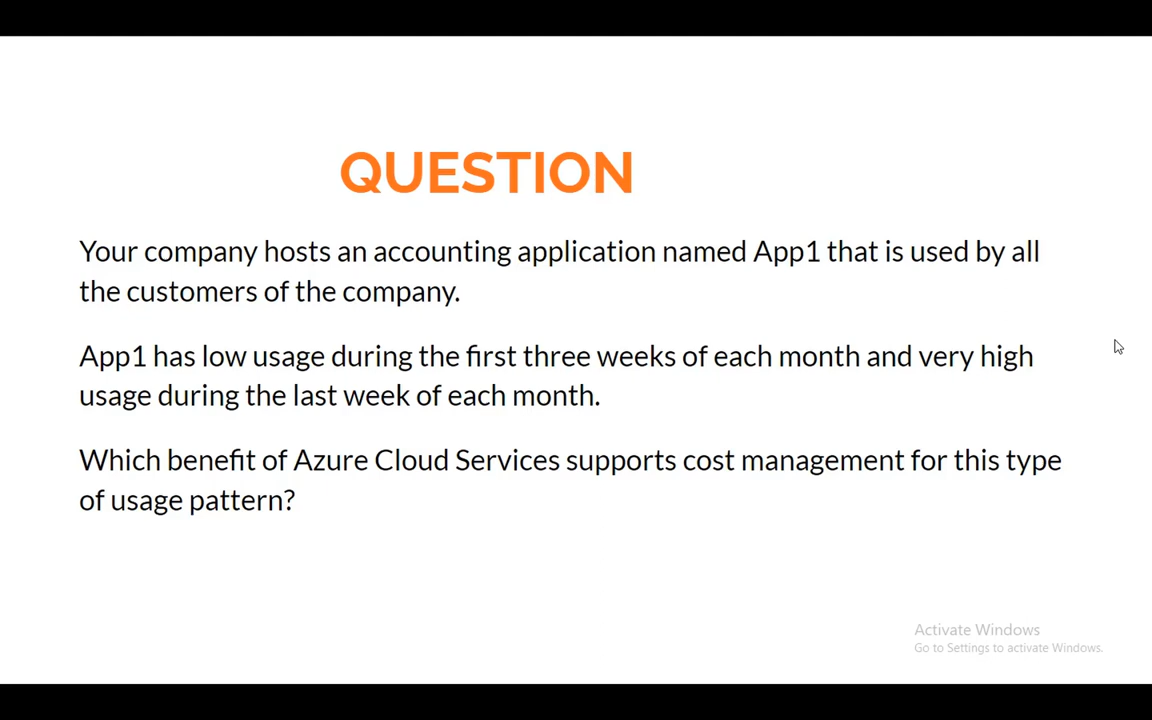 QUESTION
Your company hosts an accounting application named App1 that is used by all
the customers of the company.
App1 has low usage during the first three weeks of each month and very high
usage during the last week of each month.
Which benefit of Azure Cloud Services supports cost management for this type
of usage pattern?
Activate Windows
Go to Settings to activate Windows.